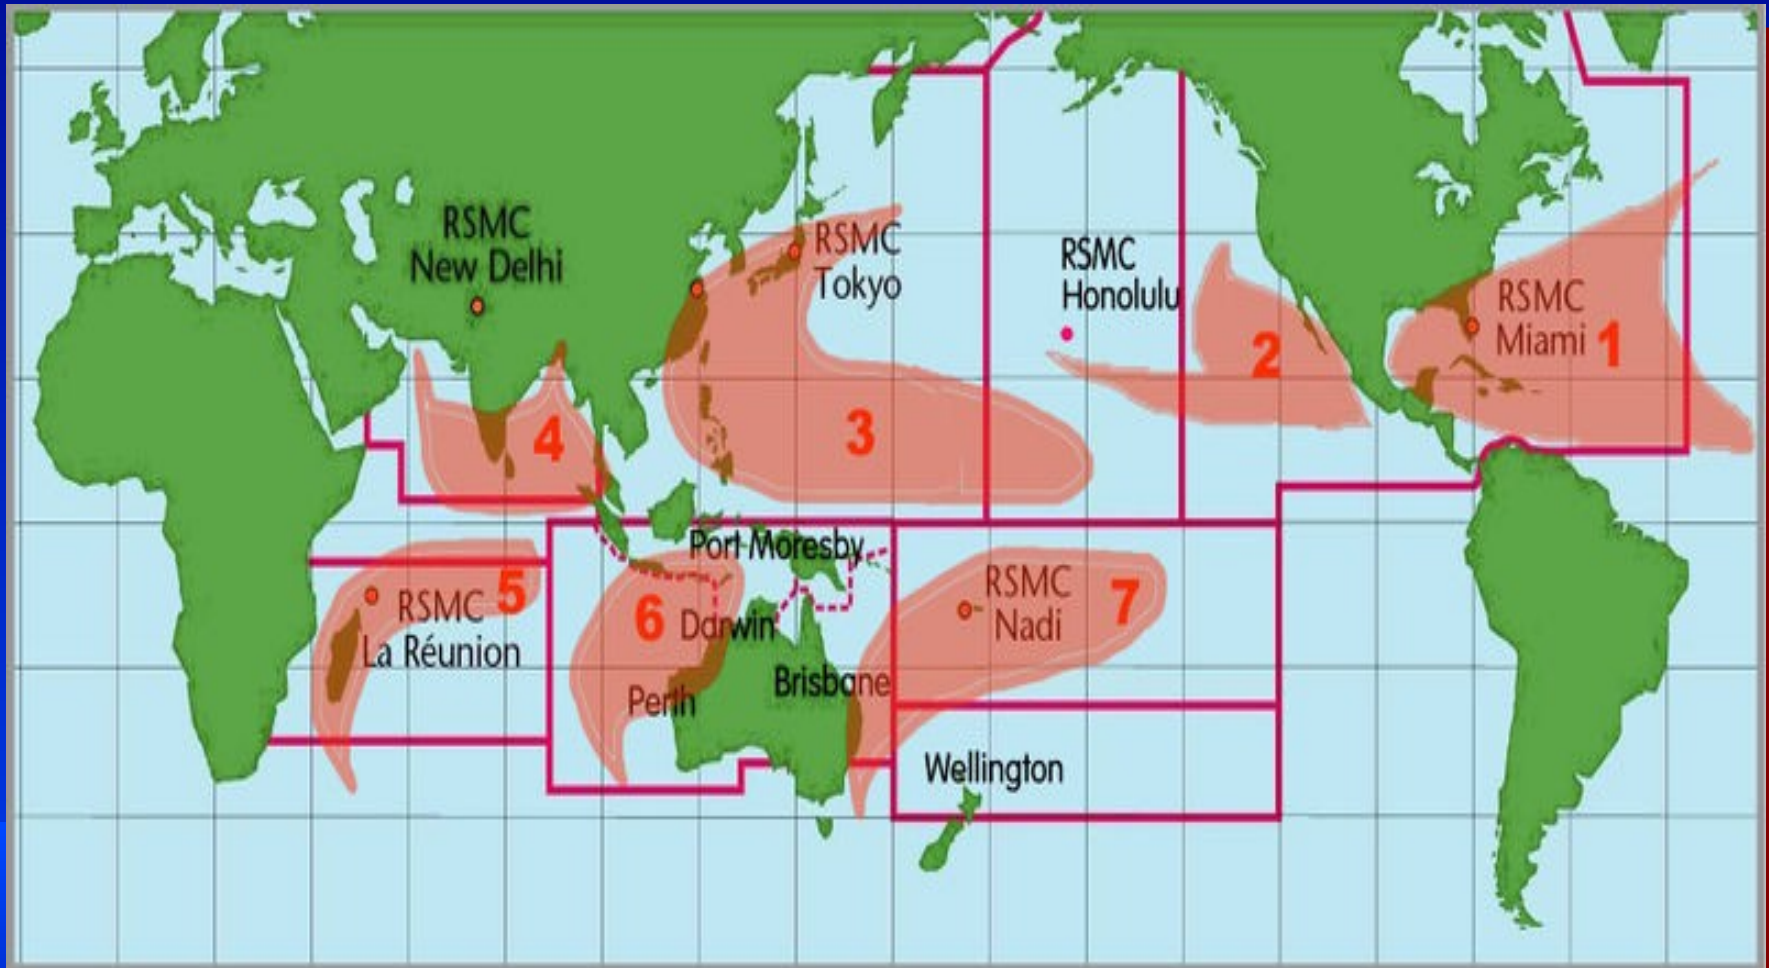 RSMC
New Delhi
RSMC
Tokyo
RSMC
Honolulu
RSMC
Miami
1
2
3
4
Port Moresby
5
RSMC
La Réunion
6
Darwin
Perth
Brisbane
RSMC
Nadi
7
Wellington